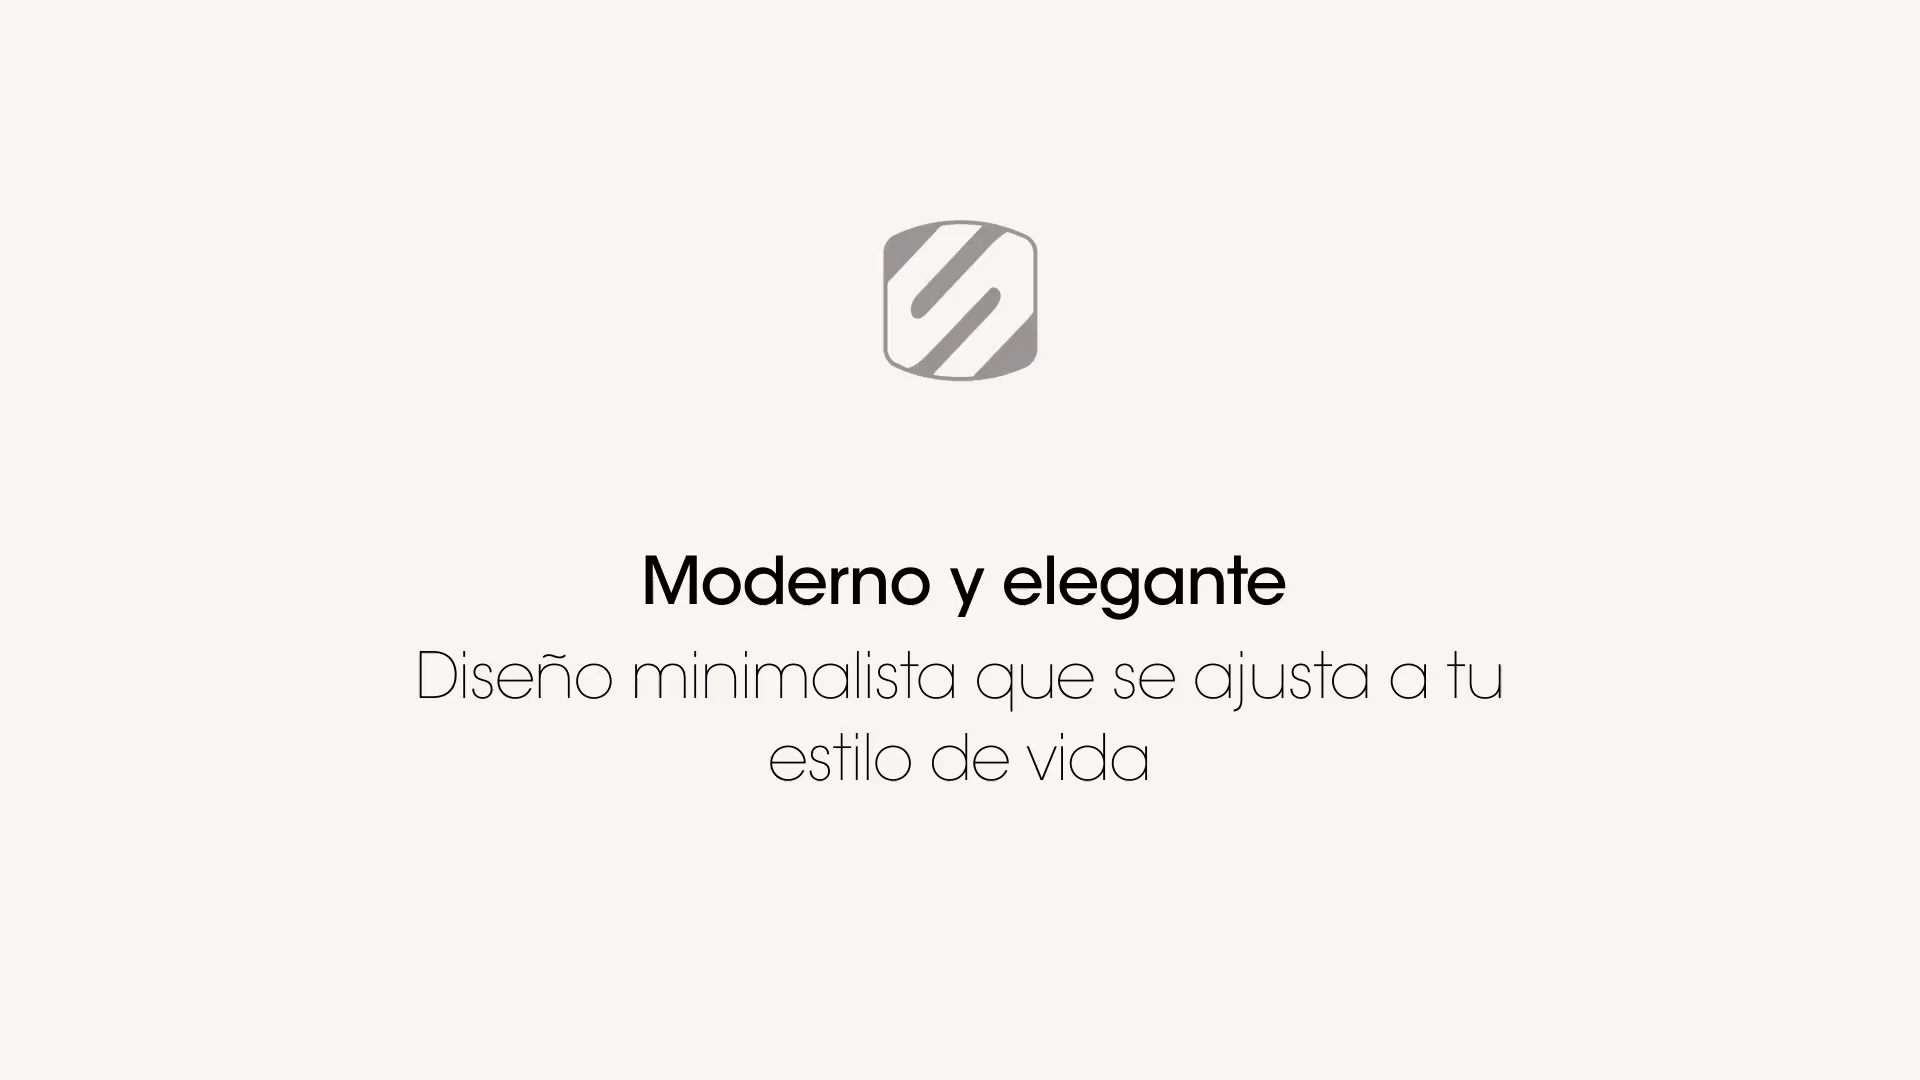 Moderno y elegante
Diseño minimalista que se ajusta a tu
estilo de vida